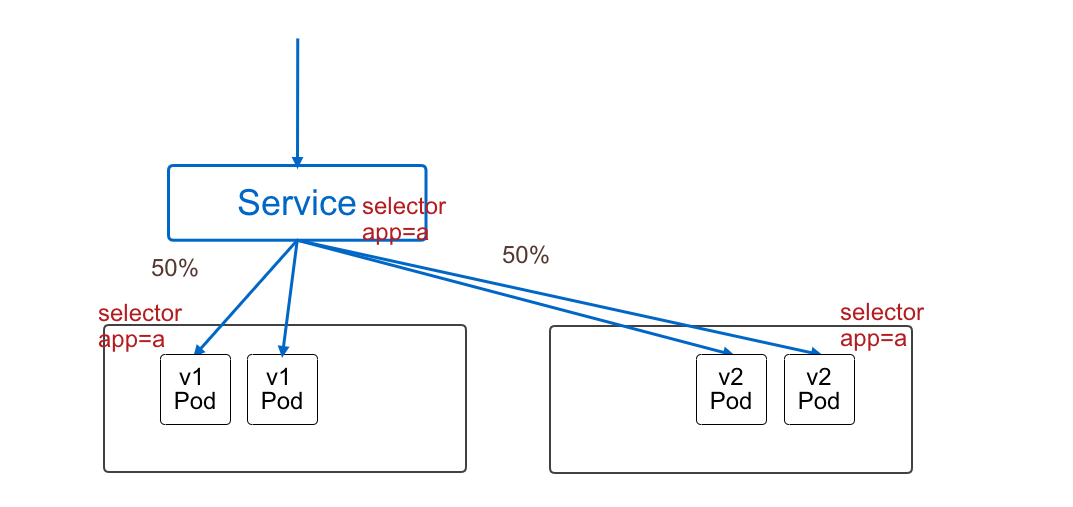 Service
selector
app=a
50%
50%
selector
app=a
selector
app=a
v1
Pod
v1
Pod
v2
Pod
v2
Pod